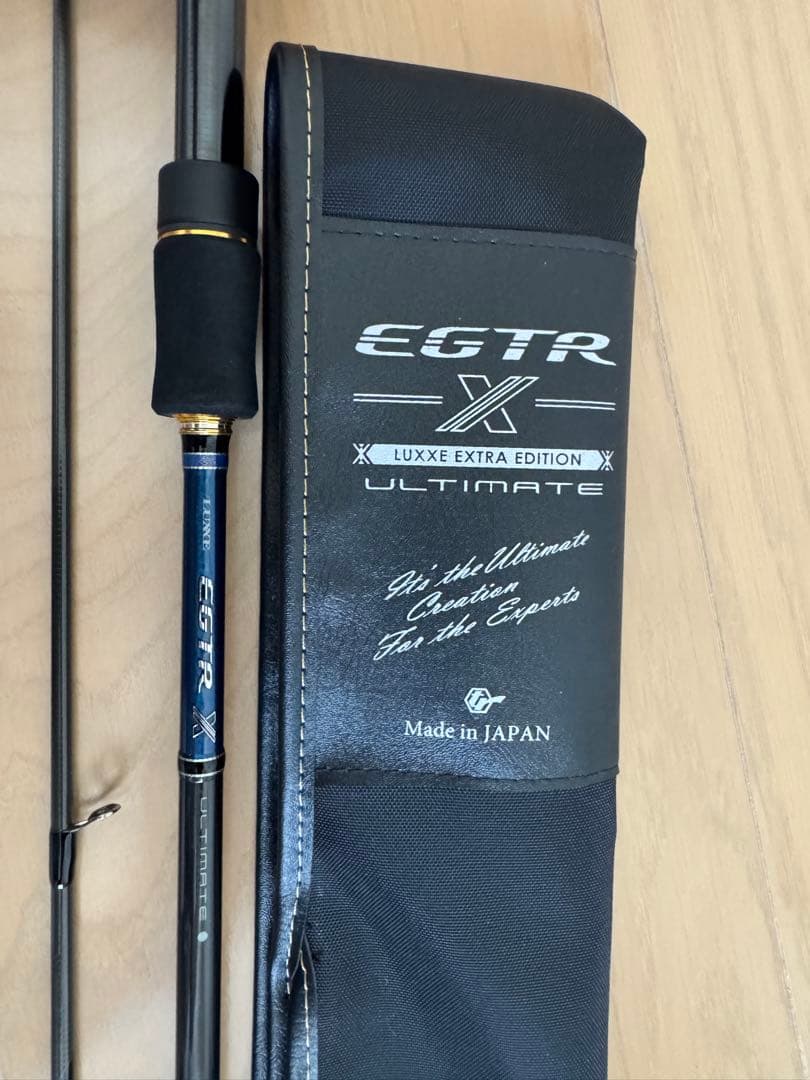 EGTR
X
LUXXE EXTRA EDITION
ULTIMATE
It's the Ultimate
Creation
For the Experts
Made in JAPAN
LUXXE
EGTR X
ULTIMATE